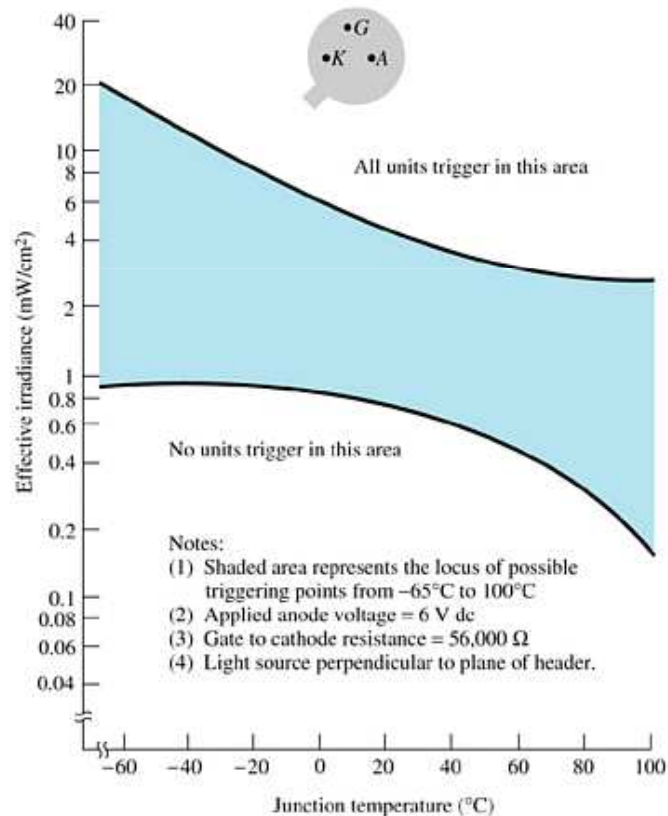 40
20
10
8
6
4
2
1
0.8
0.6
0.4
0.2
0.1
0.08
0.06
0.04
Effective irradiance (mW/cm²)
•G
•K •A
All units trigger in this area
No units trigger in this area
Notes:
(1) Shaded area represents the locus of possible
triggering points from −65°C to 100°C
(2) Applied anode voltage = 6 V dc
(3) Gate to cathode resistance = 56,000 Ω
(4) Light source perpendicular to plane of header.
−60 −40 −20 0 20 40 60 80 100
Junction temperature (°C)